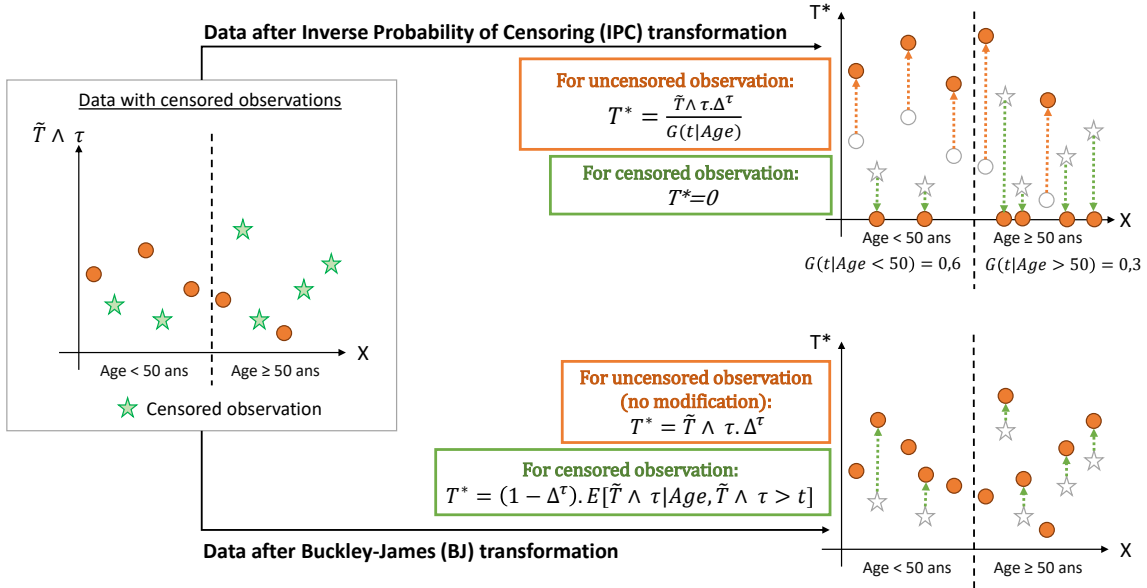 Data after Inverse Probability of Censoring (IPC) transformation
Data with censored observations
T̃ ∧ τ
X
Age < 50 ans
Age ≥ 50 ans
Censored observation
For uncensored observation:
T* = T̃ ∧ τ.Δ^τ / G(t|Age)
For censored observation:
T*=0
T*
X
Age < 50 ans
Age ≥ 50 ans
G(t|Age < 50) = 0,6
G(t|Age > 50) = 0,3
For uncensored observation
(no modification):
T* = T̃ ∧ τ. Δ^τ
For censored observation:
T* = (1 − Δ^τ). E[T̃ ∧ τ|Age, T̃ ∧ τ > t]
T*
X
Age < 50 ans
Age ≥ 50 ans
Data after Buckley-James (BJ) transformation